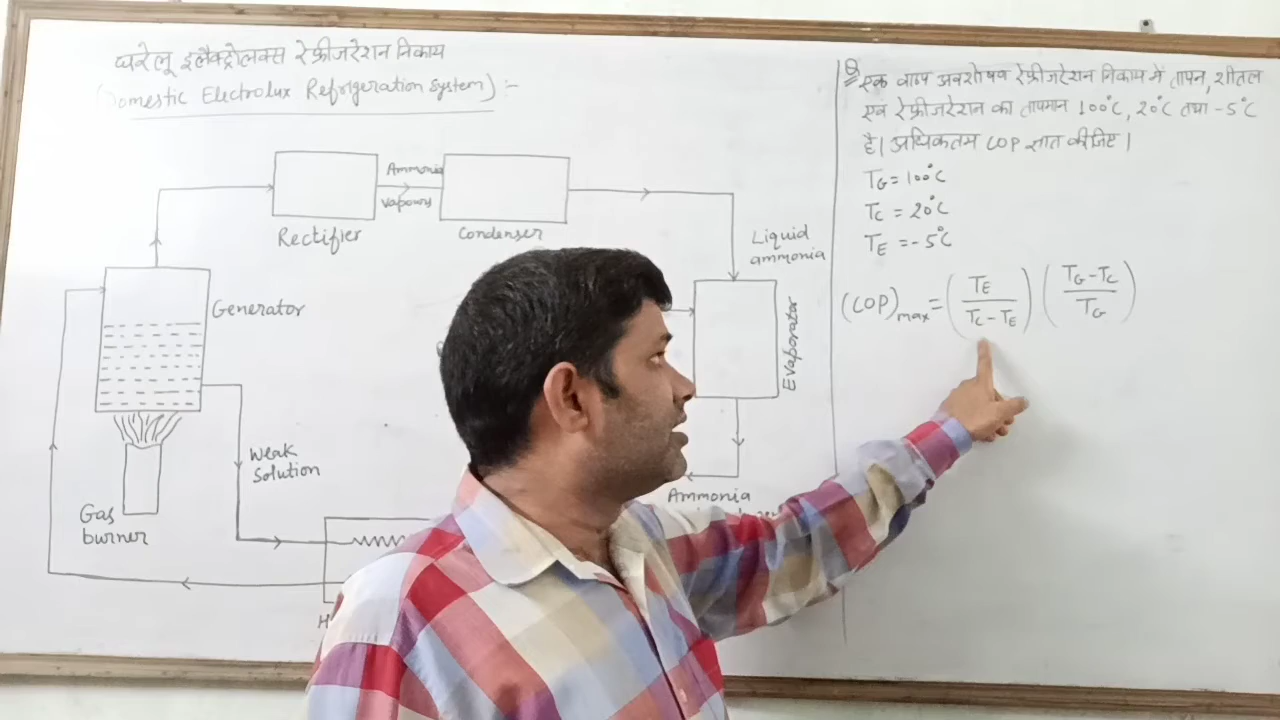 घरेलू इलैक्ट्रोलक्स रेफ्रीजरेशन निकाय
(Domestic Electrolux Refrigeration System) :-
Rectifier
Ammonia
vapours
Condenser
Liquid
ammonia
Generator
Evaporator
Weak
Solution
Gas
burner
Ammonia
H
Q एक वाष्प अवशोषण रेफ्रीजरेशन निकाय में तापन, शीतल
एवं रेफ्रीजरेशन का तापमान 100°C, 20°C तथा -5°C
है। अधिकतम COP ज्ञात कीजिए।
TG = 100°C
TC = 20°C
TE = -5°C
(COP)max = (TE / TC - TE) (TG - TC / TG)